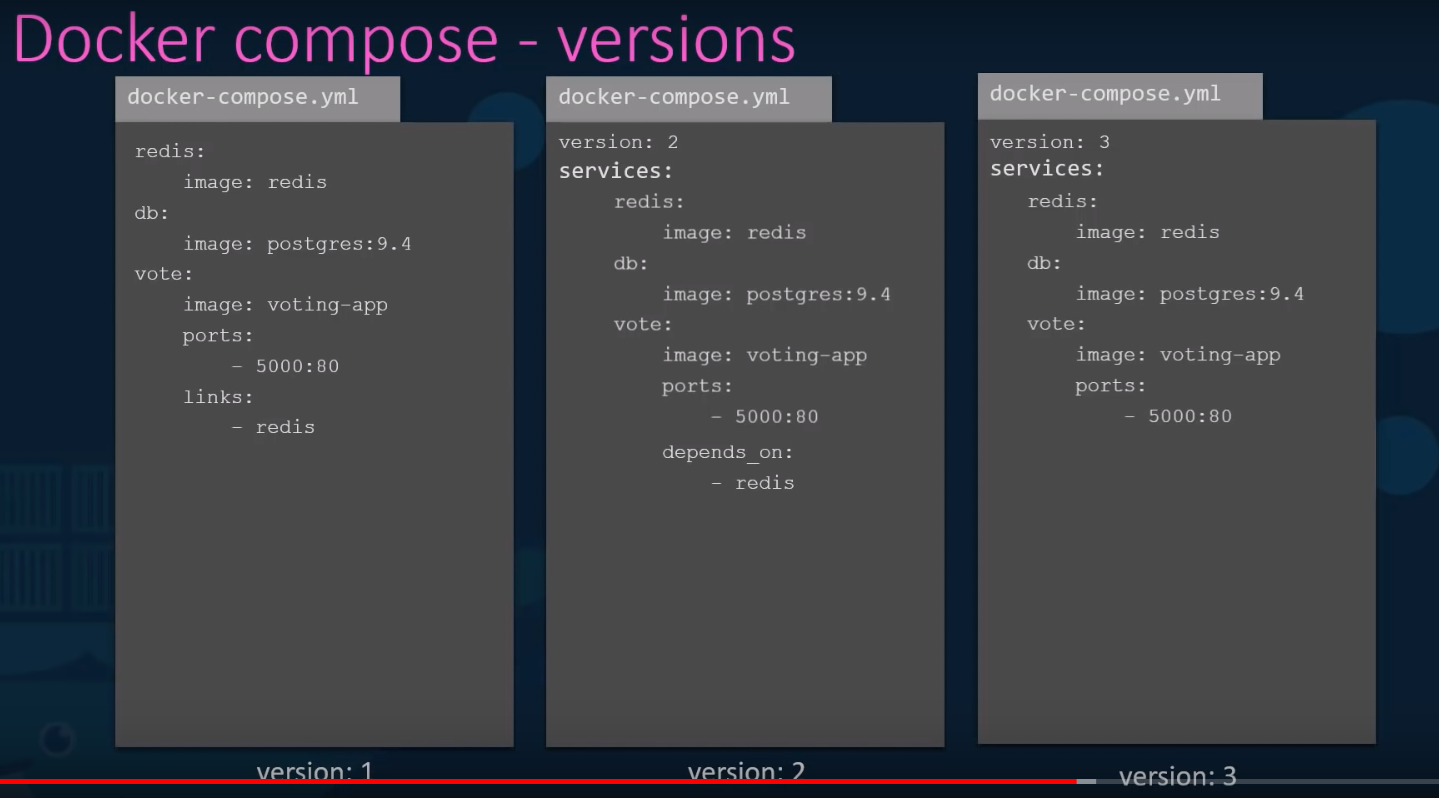 Docker compose - versions
docker-compose.yml
redis:
image: redis
db:
image: postgres:9.4
vote:
image: voting-app
ports:
- 5000:80
links:
- redis
version: 1
docker-compose.yml
version: 2
services:
redis:
image: redis
db:
image: postgres:9.4
vote:
image: voting-app
ports:
- 5000:80
depends_on:
- redis
version: 2
docker-compose.yml
version: 3
services:
redis:
image: redis
db:
image: postgres:9.4
vote:
image: voting-app
ports:
- 5000:80
version: 3